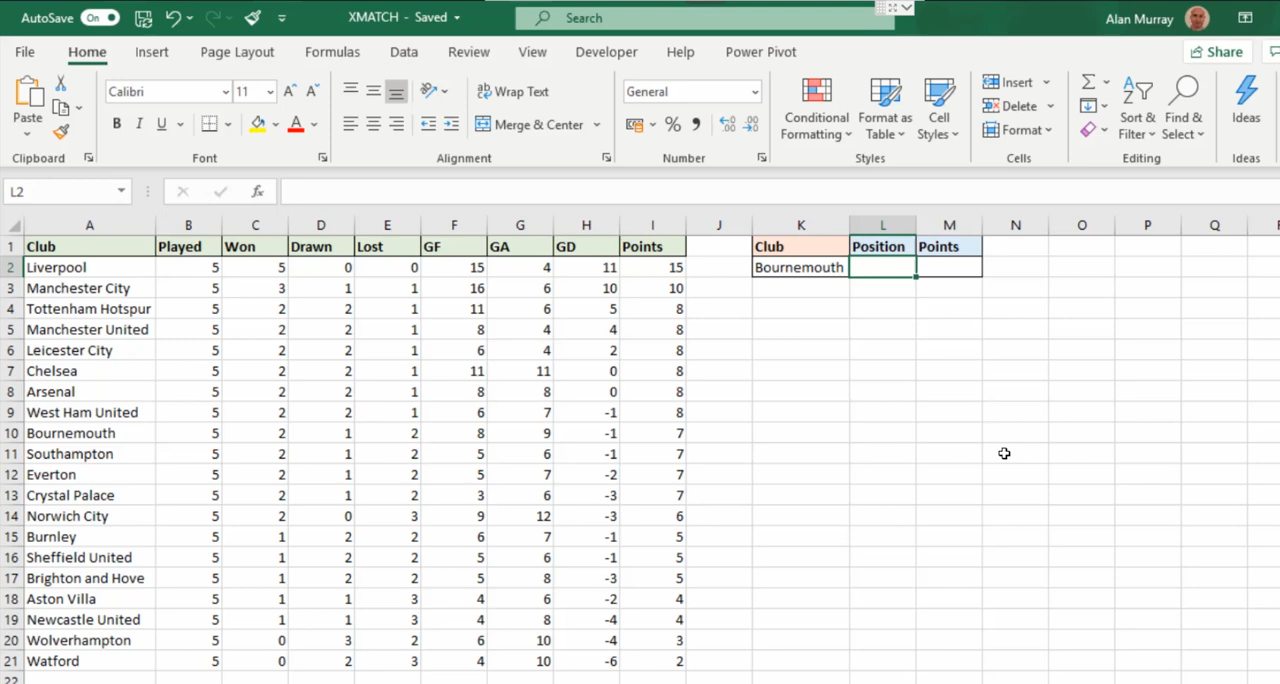 AutoSave On XMATCH - Saved Search Alan Murray
File Home Insert Draw Page Layout Formulas Data Review View Developer Help Power Pivot Share
Paste Calibri 11 Wrap Text General Conditional Formatting Format as Table Cell Styles Insert Sort & Filter Find & Select Ideas
B I U A Merge & Center % Delete
Format
Clipboard Font Alignment Number Styles Cells Editing Ideas
L2 fx
A B C D E F G H I J K L M N O P Q R
1 Club Played Won Drawn Lost GF GA GD Points Club Position Points
2 Liverpool 5 5 0 0 15 4 11 15 Bournemouth
3 Manchester City 5 3 1 1 16 6 10 10
4 Tottenham Hotspur 5 2 2 1 11 6 5 8
5 Manchester United 5 2 2 1 8 4 4 8
6 Leicester City 5 2 2 1 6 4 2 8
7 Chelsea 5 2 2 1 11 11 0 8
8 Arsenal 5 2 2 1 8 8 0 8
9 West Ham United 5 2 2 1 6 7 -1 8
10 Bournemouth 5 2 1 2 8 9 -1 7
11 Southampton 5 2 1 2 5 6 -1 7
12 Everton 5 2 1 2 5 7 -2 7
13 Crystal Palace 5 2 1 2 3 6 -3 7
14 Norwich City 5 2 0 3 9 12 -3 6
15 Burnley 5 1 2 2 6 7 -1 5
16 Sheffield United 5 1 2 2 5 6 -1 5
17 Brighton and Hove 5 1 2 2 5 8 -3 5
18 Aston Villa 5 1 1 3 4 6 -2 4
19 Newcastle United 5 1 1 3 4 8 -4 4
20 Wolverhampton 5 0 3 2 6 10 -4 3
21 Watford 5 0 2 3 4 10 -6 2
22